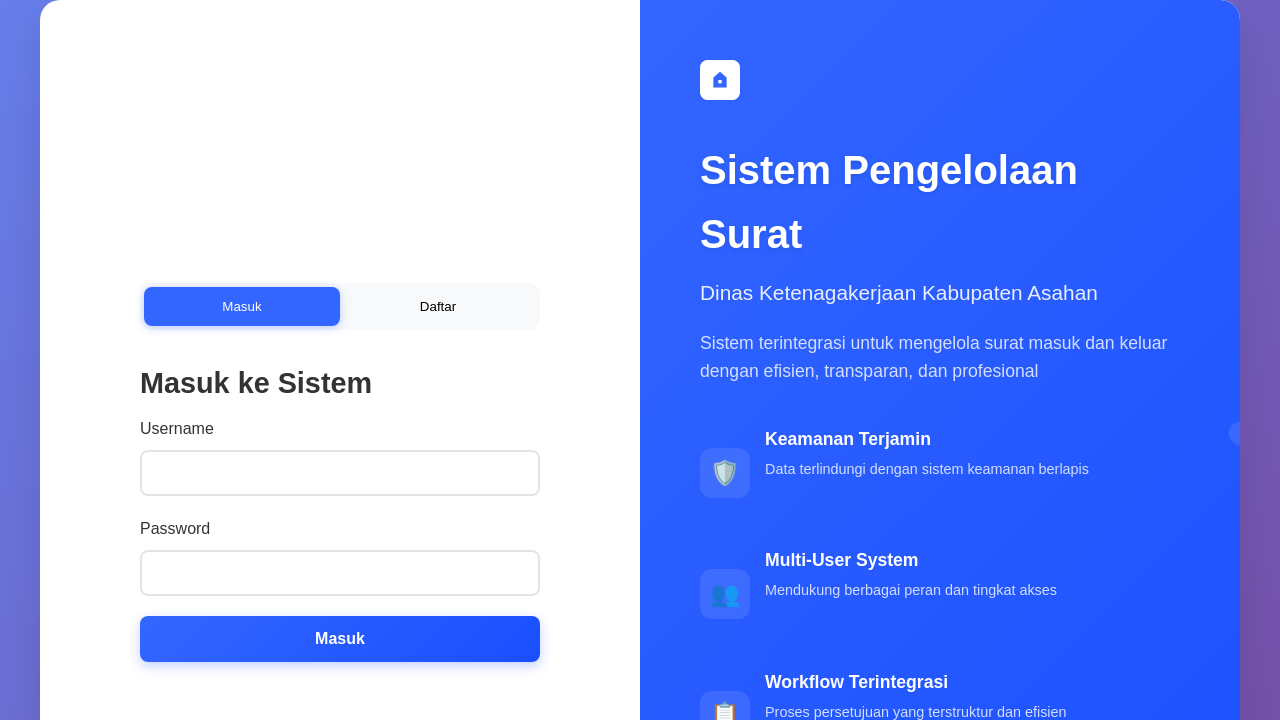 Masuk
Daftar
Masuk ke Sistem
Username
Password
Masuk
Sistem Pengelolaan
Surat
Dinas Ketenagakerjaan Kabupaten Asahan
Sistem terintegrasi untuk mengelola surat masuk dan keluar
dengan efisien, transparan, dan profesional
Keamanan Terjamin
Data terlindungi dengan sistem keamanan berlapis
Multi-User System
Mendukung berbagai peran dan tingkat akses
Workflow Terintegrasi
Proses persetujuan yang terstruktur dan efisien